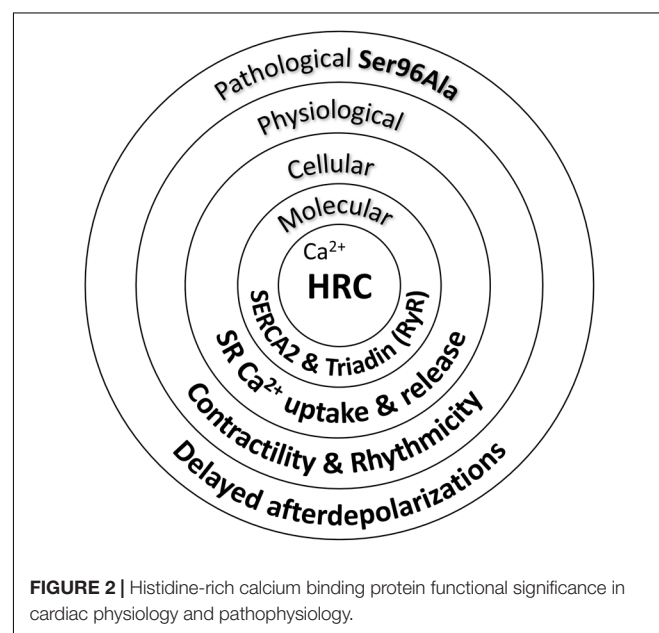 Pathological Ser96Ala
Physiological
Cellular
Molecular
Ca²⁺
HRC
SERCA2 & Triadin (RyR)
SR Ca²⁺ uptake & release
Contractility & Rhythmicity
Delayed afterdepolarizations
FIGURE 2 | Histidine-rich calcium binding protein functional significance in
cardiac physiology and pathophysiology.